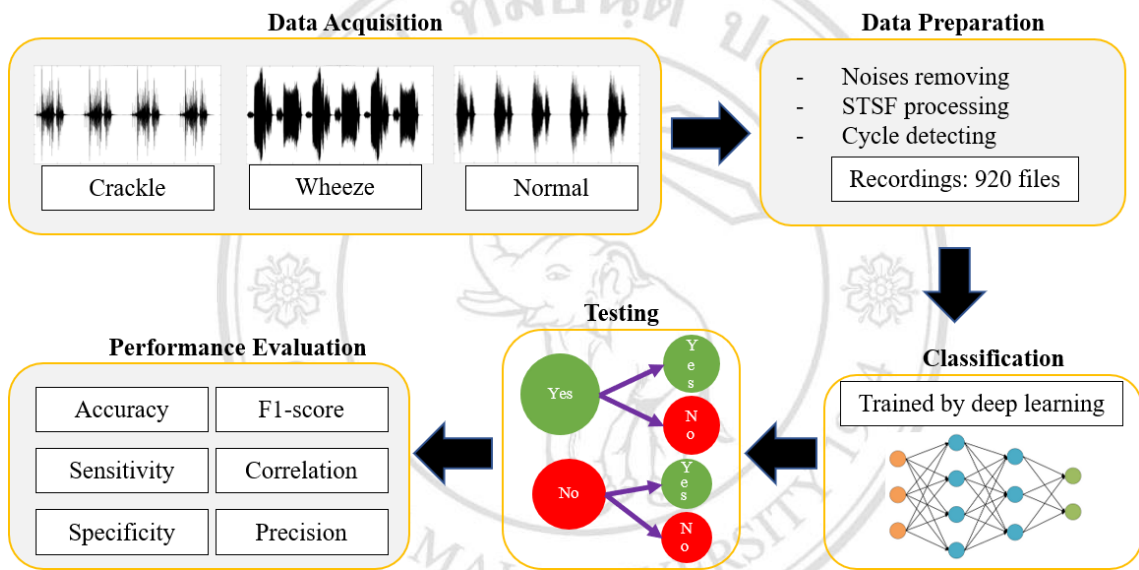 Data Acquisition
Crackle
Wheeze
Normal
Data Preparation
- Noises removing
- STSF processing
- Cycle detecting
Recordings: 920 files
Classification
Trained by deep learning
Testing
Yes
Yes
No
No
Yes
No
Performance Evaluation
Accuracy
F1-score
Sensitivity
Correlation
Specificity
Precision